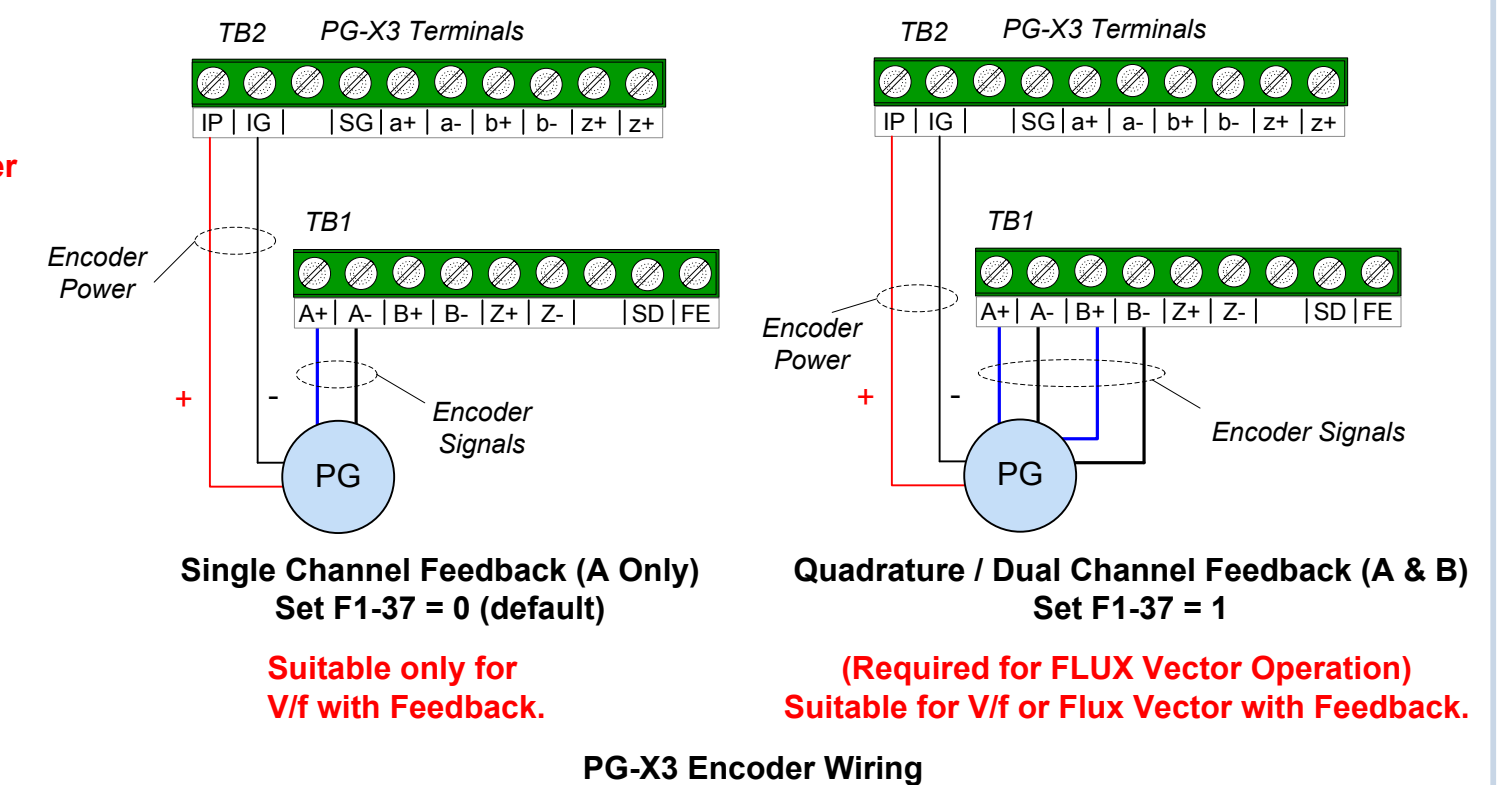 TB2 PG-X3 Terminals
IP | IG | | SG | a+ | a- | b+ | b- | z+ | z+
er
Encoder
Power
TB1
A+ | A- | B+ | B- | Z+ | Z- | | SD | FE
+ -
Encoder
Signals
PG
Single Channel Feedback (A Only)
Set F1-37 = 0 (default)
Suitable only for
V/f with Feedback.
TB2 PG-X3 Terminals
IP | IG | | SG | a+ | a- | b+ | b- | z+ | z+
TB1
A+ | A- | B+ | B- | Z+ | Z- | | SD | FE
Encoder
Power
+ -
Encoder Signals
PG
Quadrature / Dual Channel Feedback (A & B)
Set F1-37 = 1
(Required for FLUX Vector Operation)
Suitable for V/f or Flux Vector with Feedback.
PG-X3 Encoder Wiring